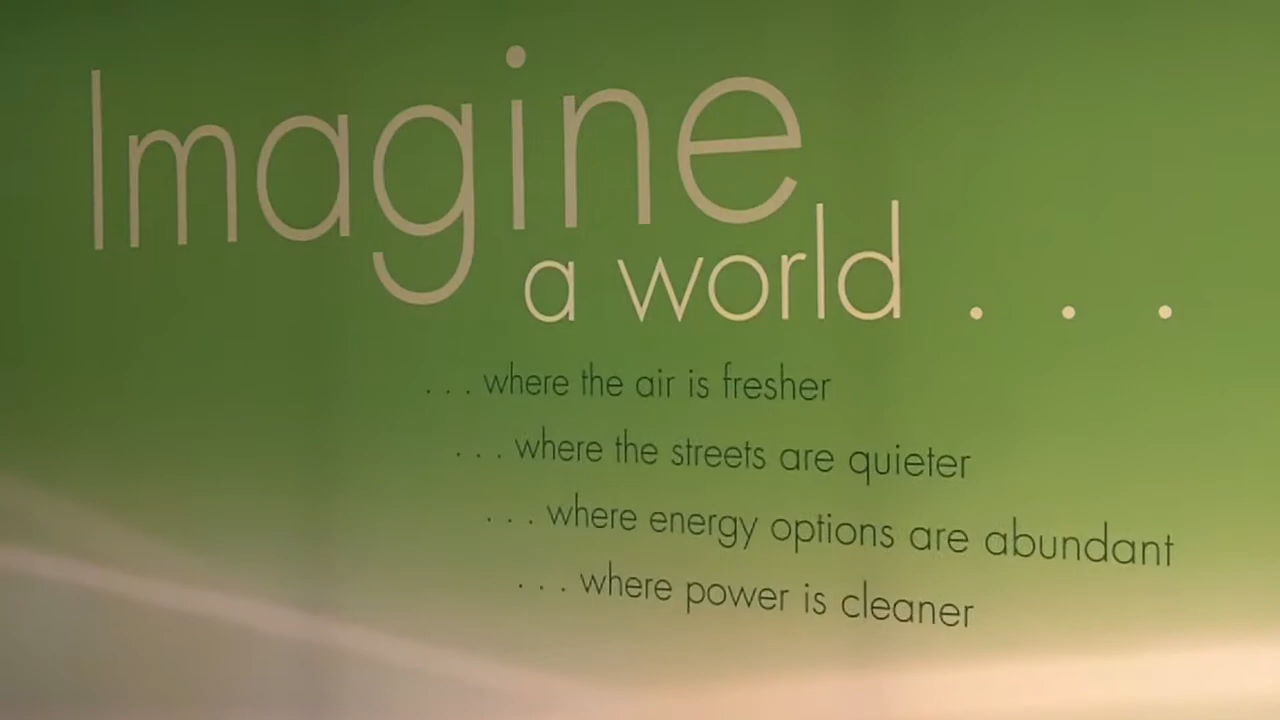 Imagine
a world . . .
. . . where the air is fresher
. . . where the streets are quieter
. . . where energy options are abundant
. . . where power is cleaner